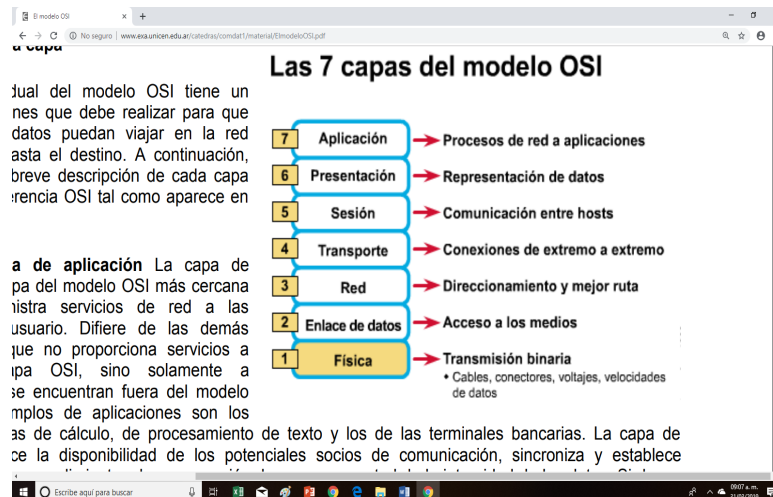 El modelo OSI
No seguro | www.exa.unicen.edu.ar/catedras/comdat1/material/ElmodeloOSI.pdf
a capa
dual del modelo OSI tiene un
nes que debe realizar para que
datos puedan viajar en la red
asta el destino. A continuación,
breve descripción de cada capa
erencia OSI tal como aparece en
a de aplicación La capa de
pa del modelo OSI más cercana
nistra servicios de red a las
usuario. Difiere de las demás
que no proporciona servicios a
apa OSI, sino solamente a
se encuentran fuera del modelo
mplos de aplicaciones son los
as de cálculo, de procesamiento de texto y los de las terminales bancarias. La capa de
ce la disponibilidad de los potenciales socios de comunicación, sincroniza y establece
Las 7 capas del modelo OSI
7 Aplicación Procesos de red a aplicaciones
6 Presentación Representación de datos
5 Sesión Comunicación entre hosts
4 Transporte Conexiones de extremo a extremo
3 Red Direccionamiento y mejor ruta
2 Enlace de datos Acceso a los medios
1 Física Transmisión binaria
• Cables, conectores, voltajes, velocidades
de datos
Escribe aquí para buscar
09:07 a. m.
21/02/2019